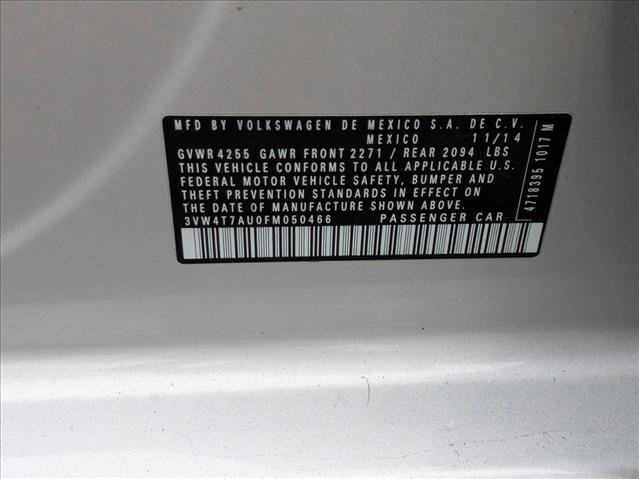 MFD BY VOLKSWAGEN DE MEXICO S.A. DE C.V.
MEXICO 11/14
GVWR 4255 GAWR FRONT 2271 / REAR 2094 LBS
THIS VEHICLE CONFORMS TO ALL APPLICABLE U.S.
FEDERAL MOTOR VEHICLE SAFETY, BUMPER AND
THEFT PREVENTION STANDARDS IN EFFECT ON
THE DATE OF MANUFACTURE SHOWN ABOVE.
3VW4T7AU0FM050466 PASSENGER CAR
4718395 1017 M